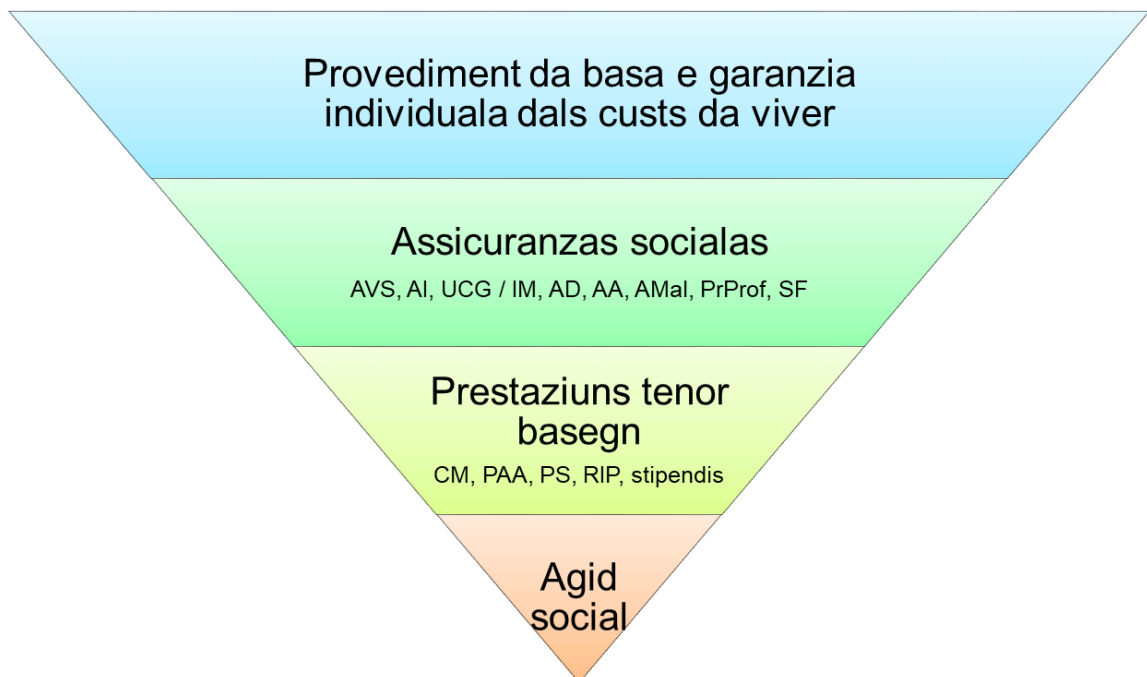 Provediment da basa e garanzia
individuala dals custs da viver
Assicuranzas socialas
AVS, AI, UCG / IM, AD, AA, AMal, PrProf, SF
Prestaziuns tenor
basegn
CM, PAA, PS, RIP, stipendis
Agid
social